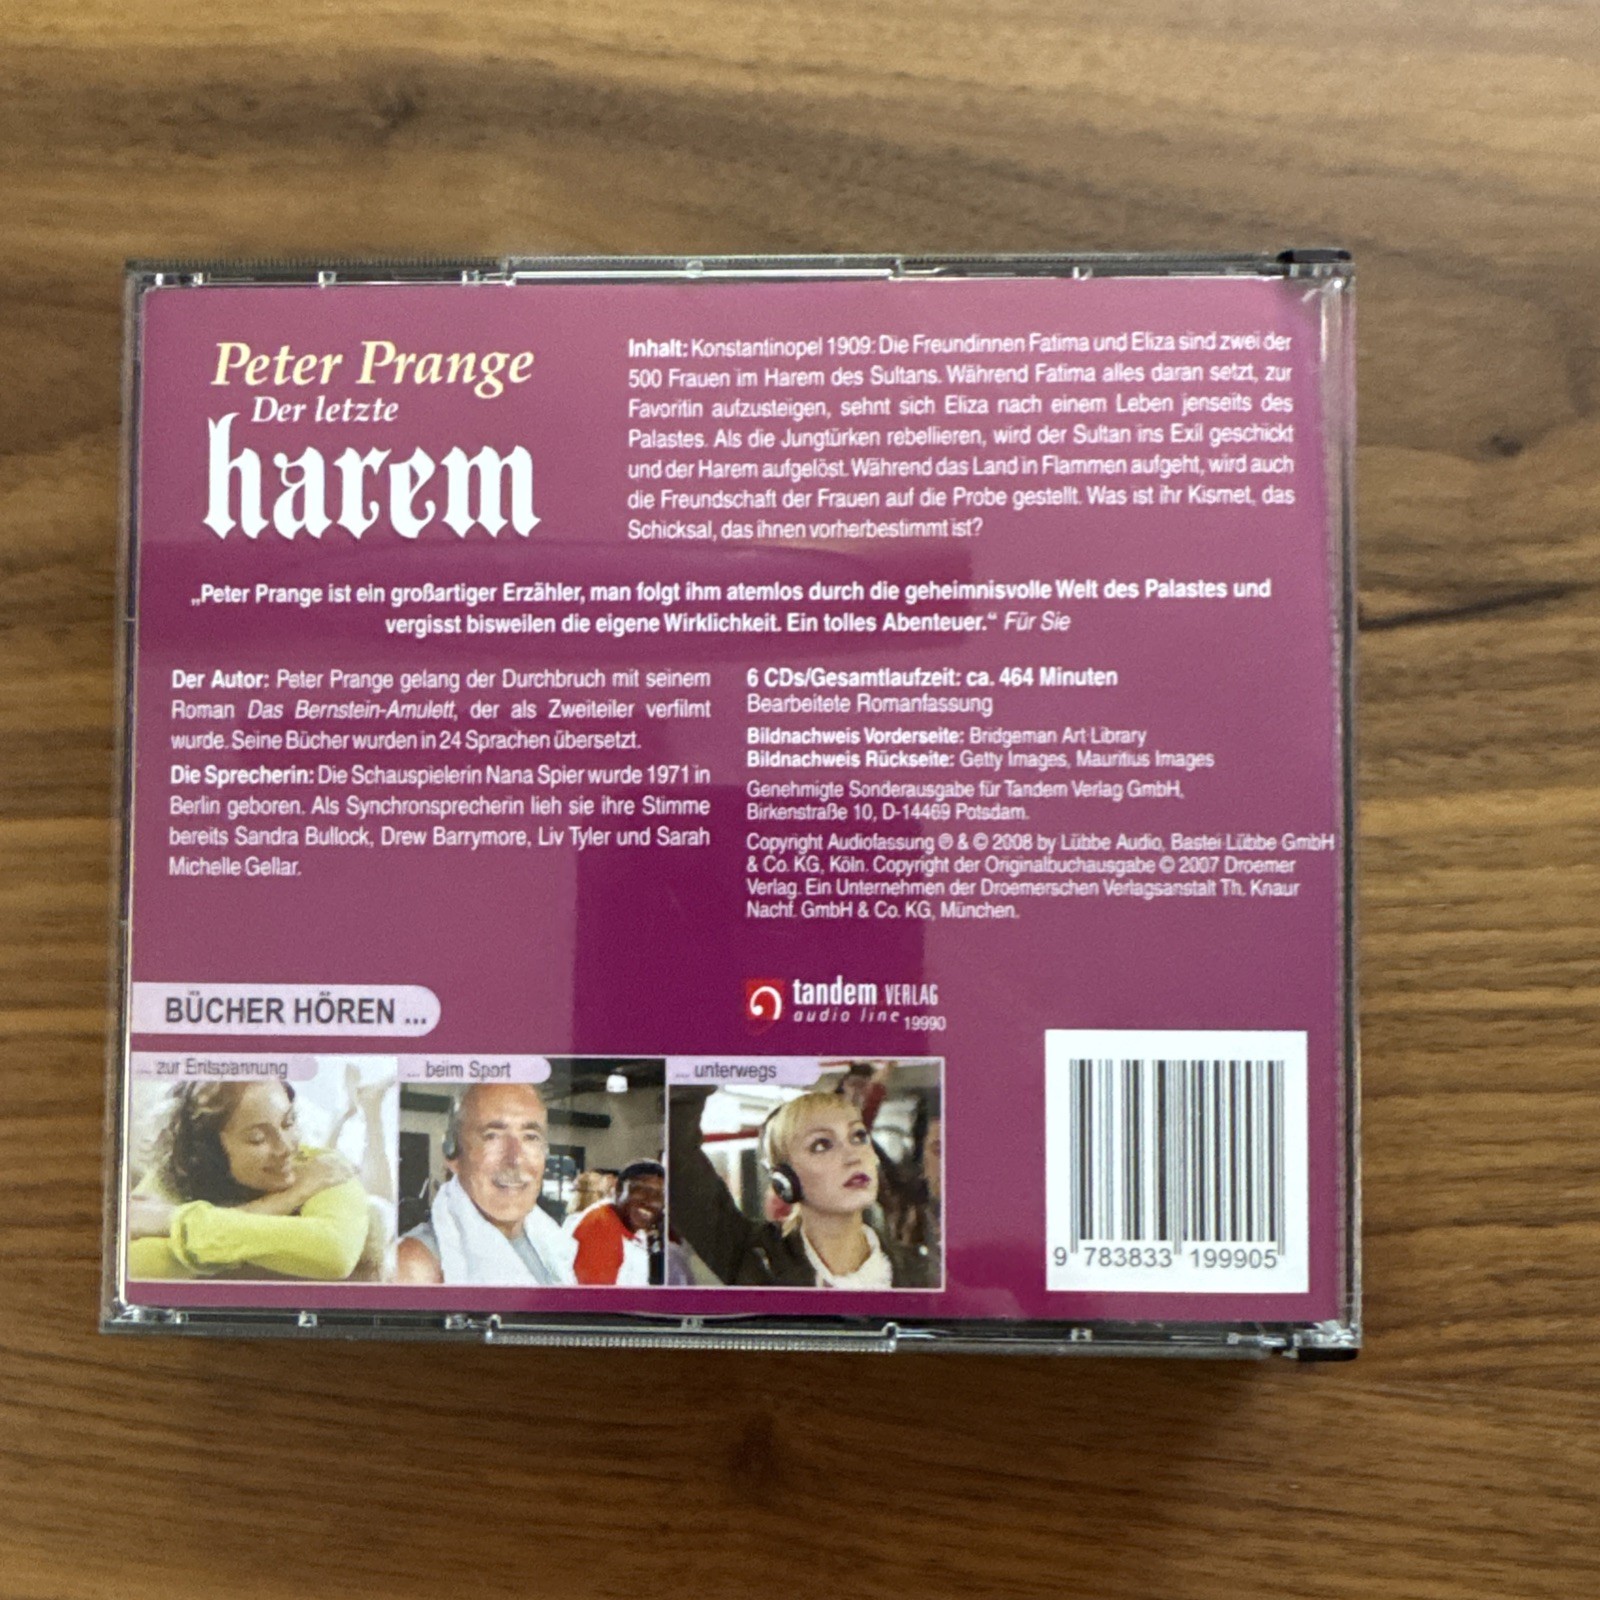 Peter Prange
Der letzte
harem
Inhalt: Konstantinopel 1909: Die Freundinnen Fatima und Eliza sind zwei der
500 Frauen im Harem des Sultans. Während Fatima alles daran setzt, zur
Favoritin aufzusteigen, sehnt sich Eliza nach einem Leben jenseits des
Palastes. Als die Jungtürken rebellieren, wird der Sultan ins Exil geschickt
und der Harem aufgelöst. Während das Land in Flammen aufgeht, wird auch
die Freundschaft der Frauen auf die Probe gestellt. Was ist ihr Kismet, das
Schicksal, das ihnen vorherbestimmt ist?
„Peter Prange ist ein großartiger Erzähler, man folgt ihm atemlos durch die geheimnisvolle Welt des Palastes und
vergisst bisweilen die eigene Wirklichkeit. Ein tolles Abenteuer.“ Für Sie
Der Autor: Peter Prange gelang der Durchbruch mit seinem
Roman Das Bernstein-Amulett, der als Zweiteiler verfilmt
wurde. Seine Bücher wurden in 24 Sprachen übersetzt.
Die Sprecherin: Die Schauspielerin Nana Spier wurde 1971 in
Berlin geboren. Als Synchronsprecherin lieh sie ihre Stimme
bereits Sandra Bullock, Drew Barrymore, Liv Tyler und Sarah
Michelle Gellar.
6 CDs/Gesamtlaufzeit: ca. 464 Minuten
Bearbeitete Romanfassung
Bildnachweis Vorderseite: Bridgeman Art Library
Bildnachweis Rückseite: Getty Images, Mauritius Images
Genehmigte Sonderausgabe für Tandem Verlag GmbH,
Birkenstraße 10, D-14469 Potsdam.
Copyright Audiofassung ℗ & © 2008 by Lübbe Audio, Bastei Lübbe GmbH
& Co. KG, Köln. Copyright der Originalbuchausgabe © 2007 Droemer
Verlag. Ein Unternehmen der Droemerschen Verlagsanstalt Th. Knaur
Nachf. GmbH & Co. KG, München.
BÜCHER HÖREN ...
tandem VERLAG
audio line 19990
... zur Entspannung
... beim Sport
... unterwegs
9 783833 199905